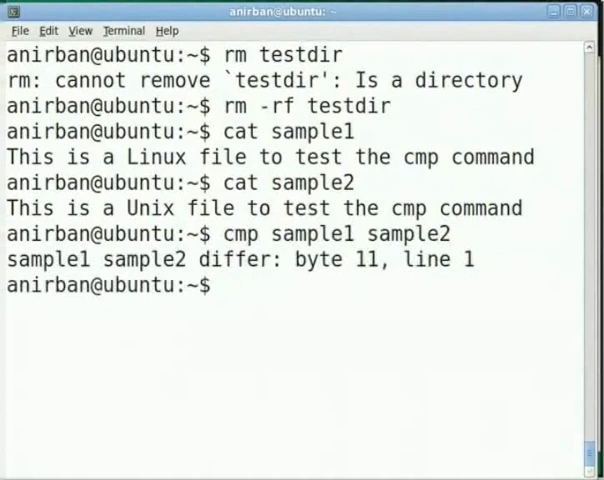 anirban@ubuntu: ~
File Edit View Terminal Help
anirban@ubuntu:~$ rm testdir
rm: cannot remove `testdir': Is a directory
anirban@ubuntu:~$ rm -rf testdir
anirban@ubuntu:~$ cat sample1
This is a Linux file to test the cmp command
anirban@ubuntu:~$ cat sample2
This is a Unix file to test the cmp command
anirban@ubuntu:~$ cmp sample1 sample2
sample1 sample2 differ: byte 11, line 1
anirban@ubuntu:~$